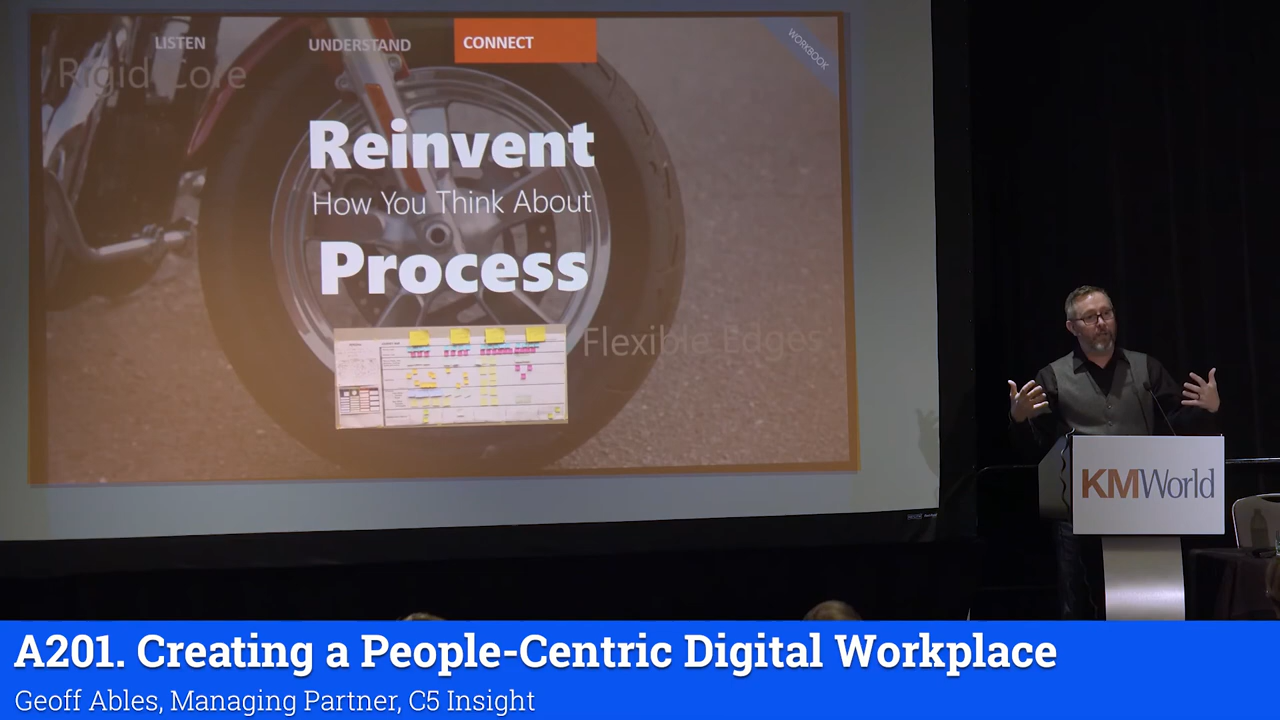 LISTEN
UNDERSTAND
CONNECT
WORKBOOK
Rigid Core
Reinvent
How You Think About
Process
Flexible Edges
KMWorld
A201. Creating a People-Centric Digital Workplace
Geoff Ables, Managing Partner, C5 Insight